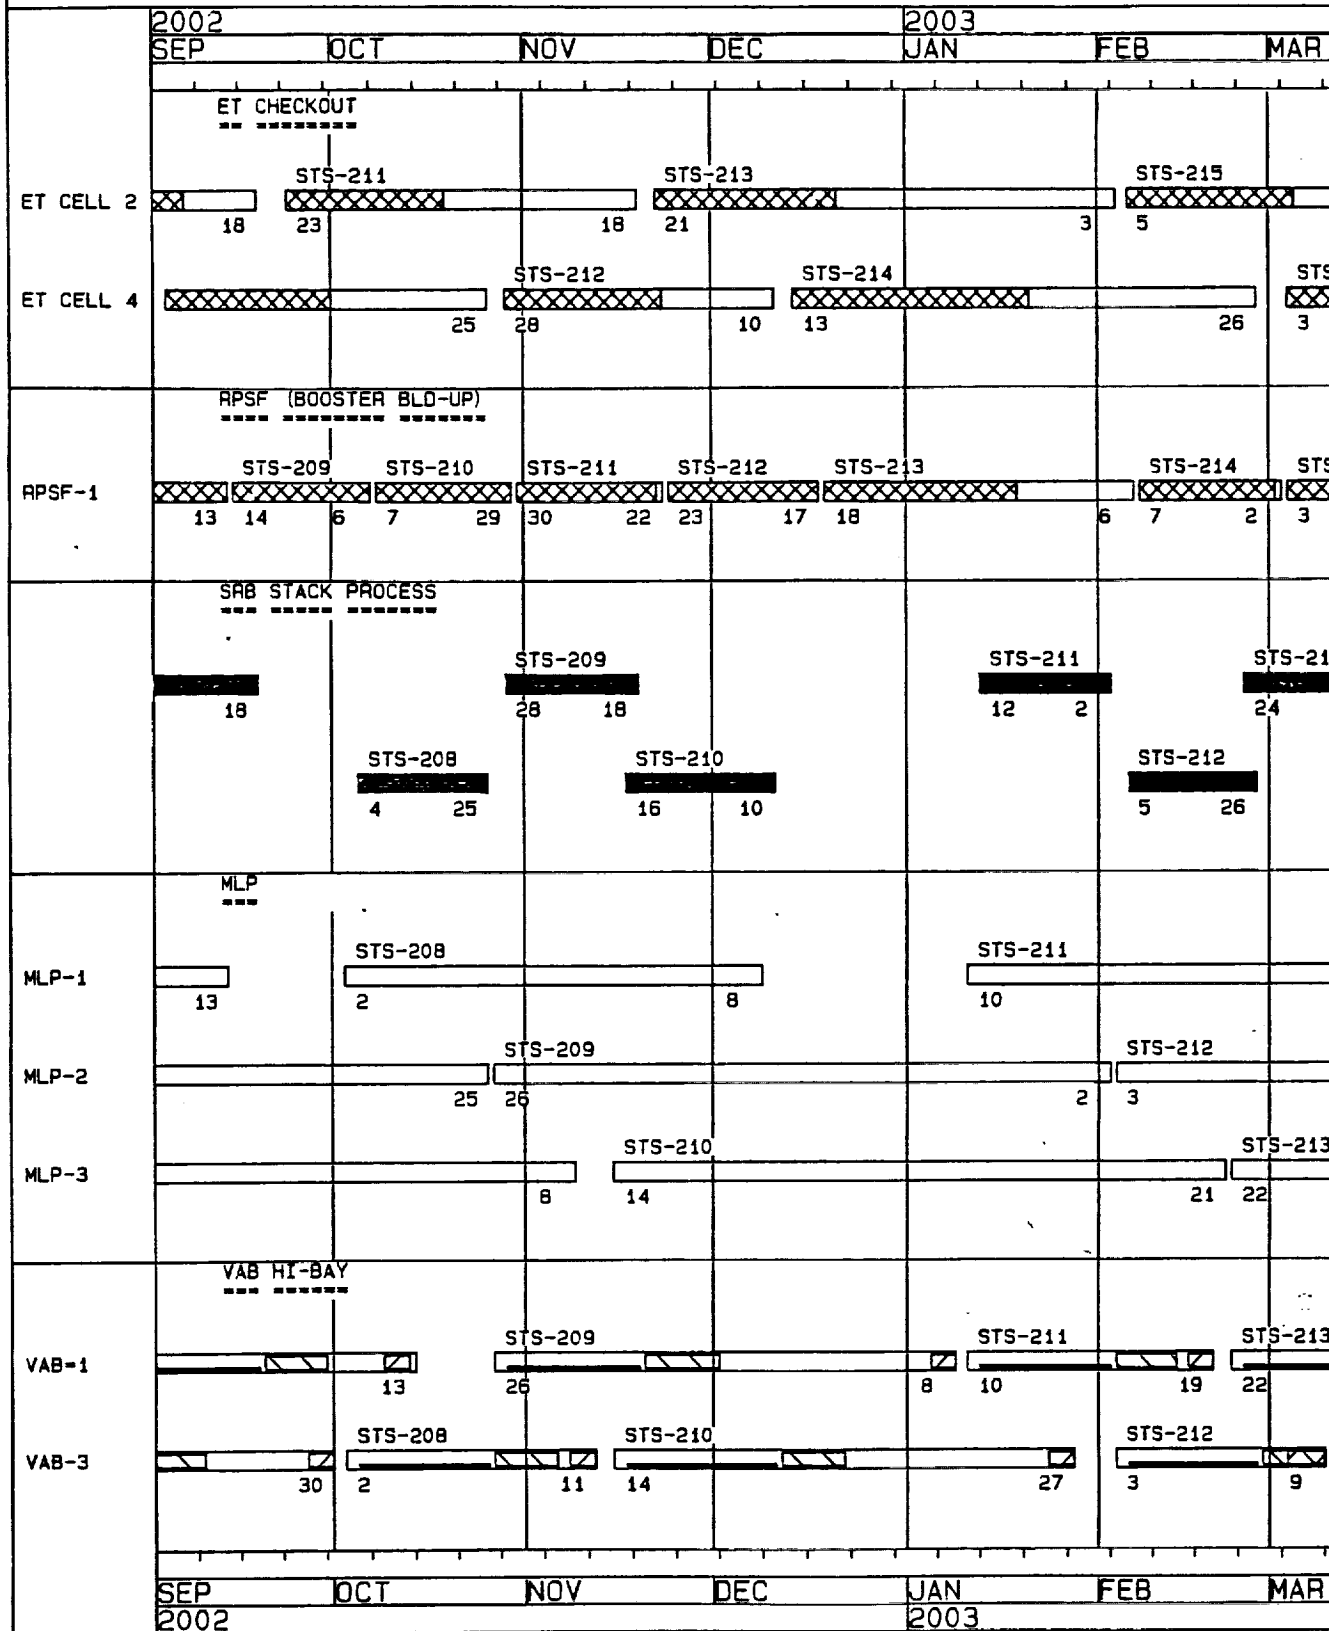 2002 2003
SEP OCT NOV DEC JAN FEB MAR
ET CHECKOUT
STS-211 STS-213 STS-215
ET CELL 2
18 23 18 21 3 5
STS-212 STS-214 STS
ET CELL 4
25 28 10 13 26 3
RPSF (BOOSTER BLD-UP)
STS-209 STS-210 STS-211 STS-212 STS-213 STS-214 STS
RPSF-1
13 14 6 7 29 30 22 23 17 18 6 7 2 3
SRB STACK PROCESS
STS-209 STS-211 STS-21
18 28 18 12 2 24
STS-208 STS-210 STS-212
4 25 16 10 5 26
MLP
STS-208 STS-211
MLP-1
13 2 8 10
STS-209 STS-212
MLP-2
25 26 2 3
STS-210 STS-213
MLP-3
8 14 21 22
VAB HI-BAY
STS-209 STS-211 STS-213
VAB-1
13 26 8 10 19 22
STS-208 STS-210 STS-212
VAB-3
30 2 11 14 27 3 9
SEP OCT NOV DEC JAN FEB MAR
2002 2003